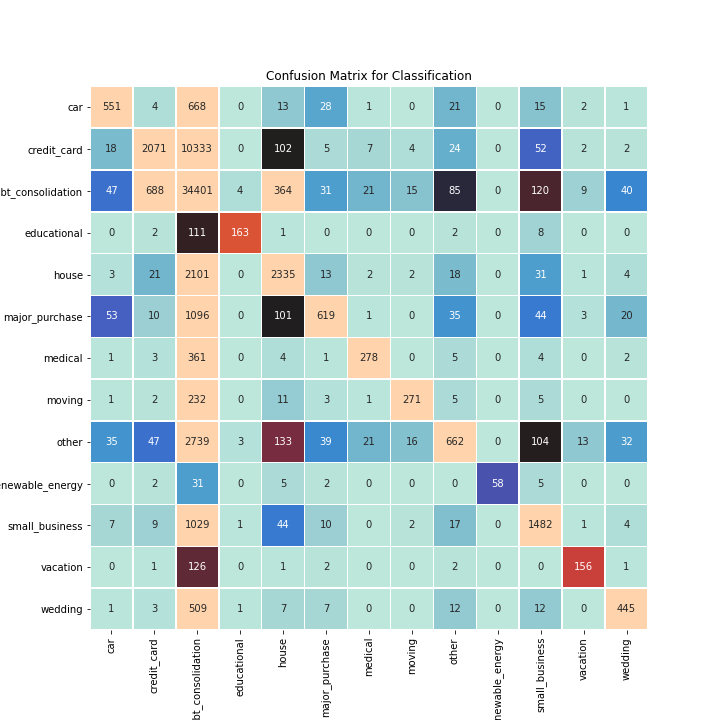 Confusion Matrix for Classification
car 551 4 668 0 13 28 1 0 21 0 15 2 1
credit_card 18 2071 10333 0 102 5 7 4 24 0 52 2 2
bt_consolidation 47 688 34401 4 364 31 21 15 85 0 120 9 40
educational 0 2 111 163 1 0 0 0 2 0 8 0 0
house 3 21 2101 0 2335 13 2 2 18 0 31 1 4
major_purchase 53 10 1096 0 101 619 1 0 35 0 44 3 20
medical 1 3 361 0 4 1 278 0 5 0 4 0 2
moving 1 2 232 0 11 3 1 271 5 0 5 0 0
other 35 47 2739 3 133 39 21 16 662 0 104 13 32
enewable_energy 0 2 31 0 5 2 0 0 0 58 5 0 0
small_business 7 9 1029 1 44 10 0 2 17 0 1482 1 4
vacation 0 1 126 0 1 2 0 0 2 0 0 156 1
wedding 1 3 509 1 7 7 0 0 12 0 12 0 445
car credit_card bt_consolidation educational house major_purchase medical moving other newable_energy small_business vacation wedding